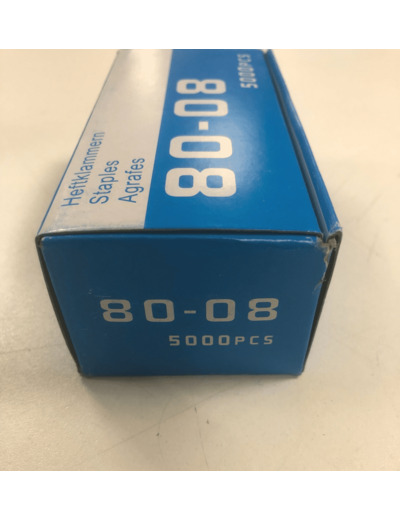 Heftklammern
Staples
Agrafes
80-08
5000PCS
80-08
5000PCS